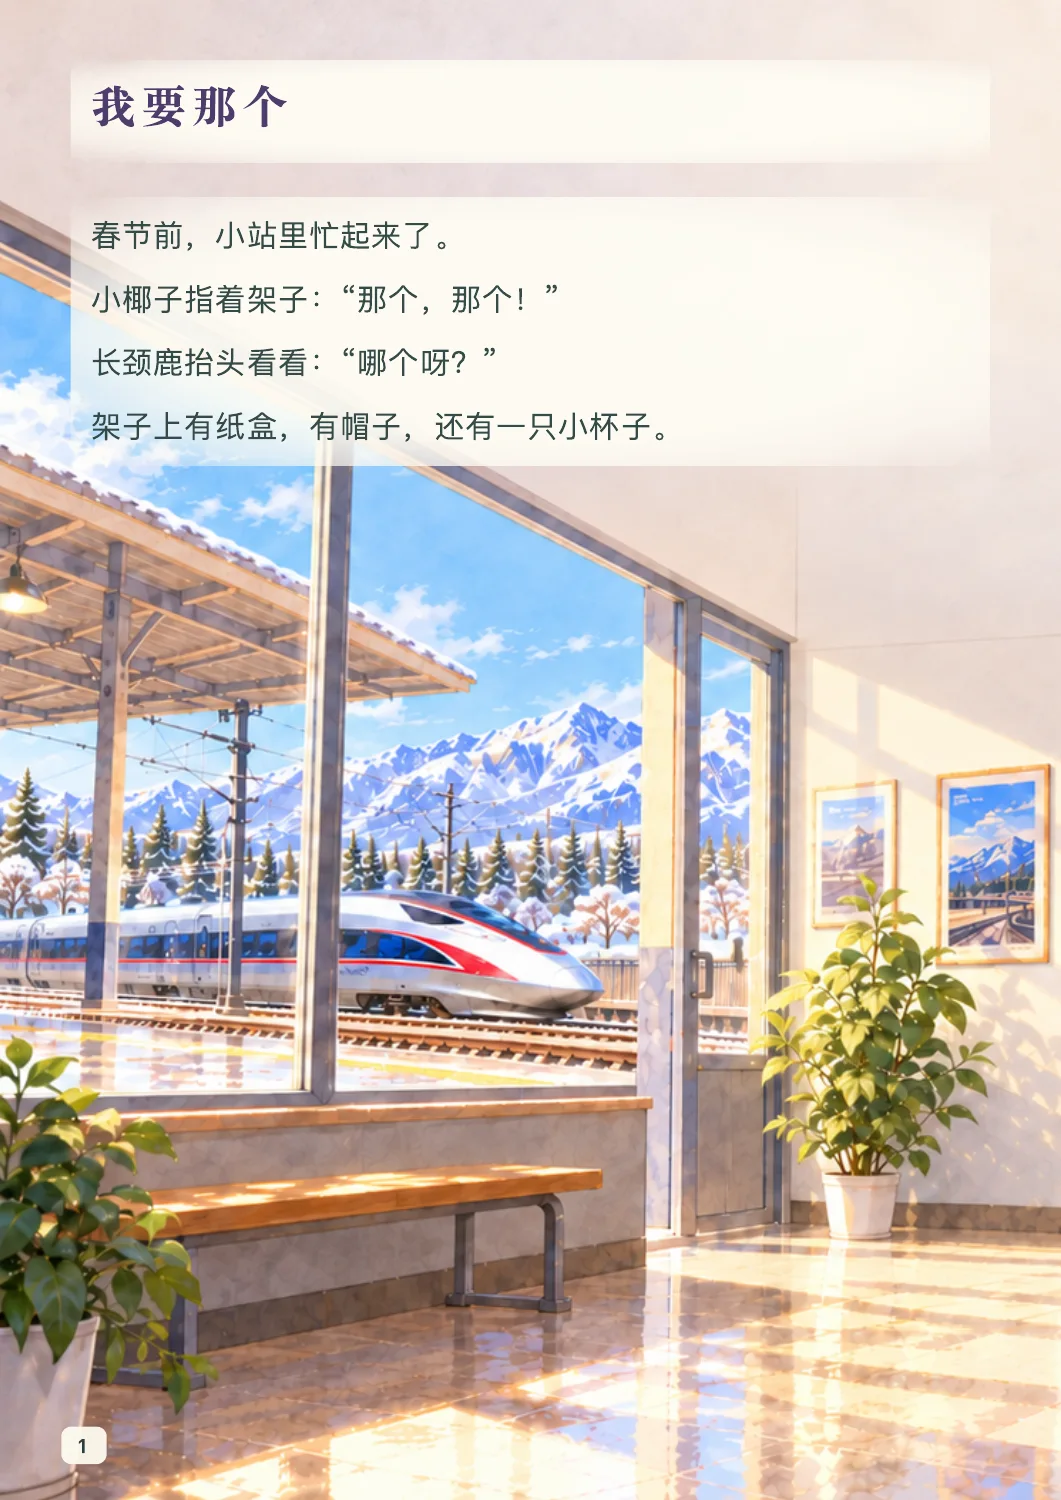 我要那个
春节前，小站里忙起来了。
小椰子指着架子：“那个，那个！”
长颈鹿抬头看看：“哪个呀？”
架子上有纸盒，有帽子，还有一只小杯子。
1